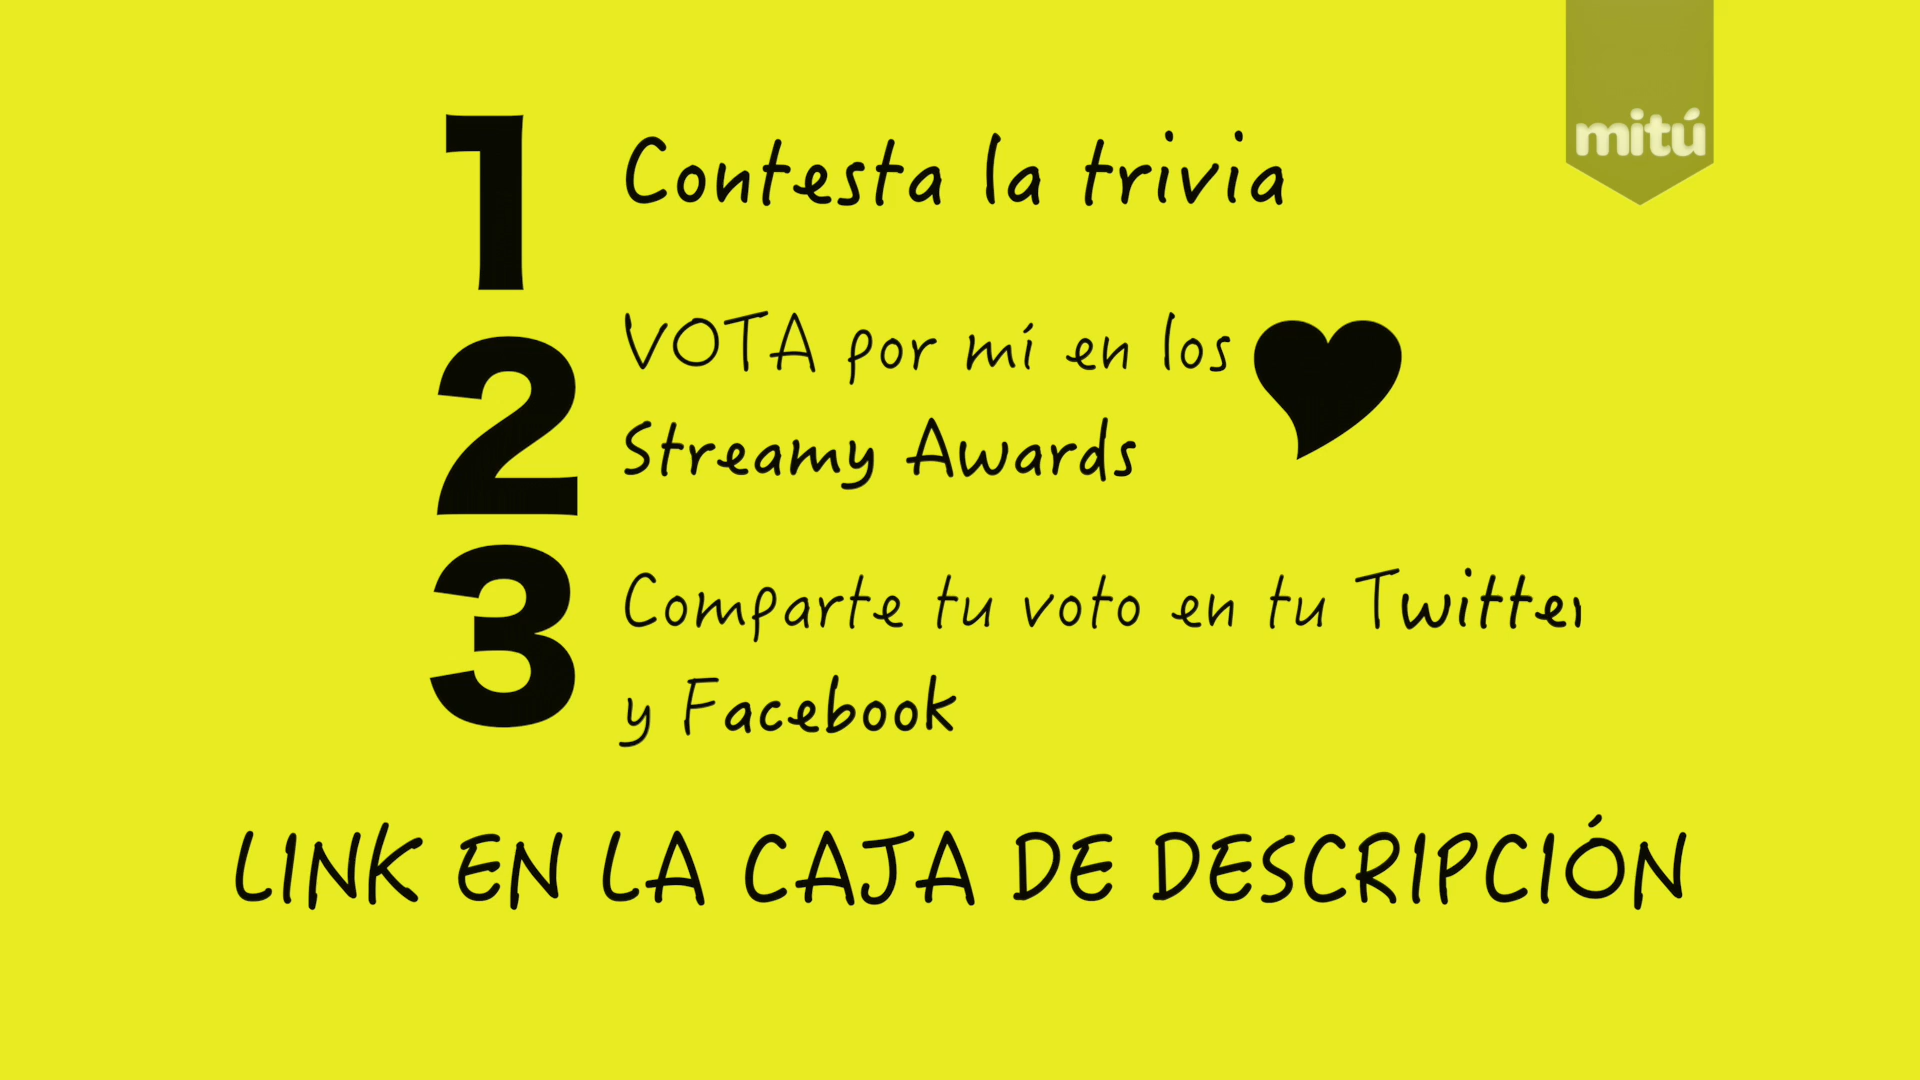 mitú
1 Contesta la trivia
2 VOTA por mí en los
Streamy Awards
3 Comparte tu voto en tu Twitter
y Facebook
LINK EN LA CAJA DE DESCRIPCIÓN